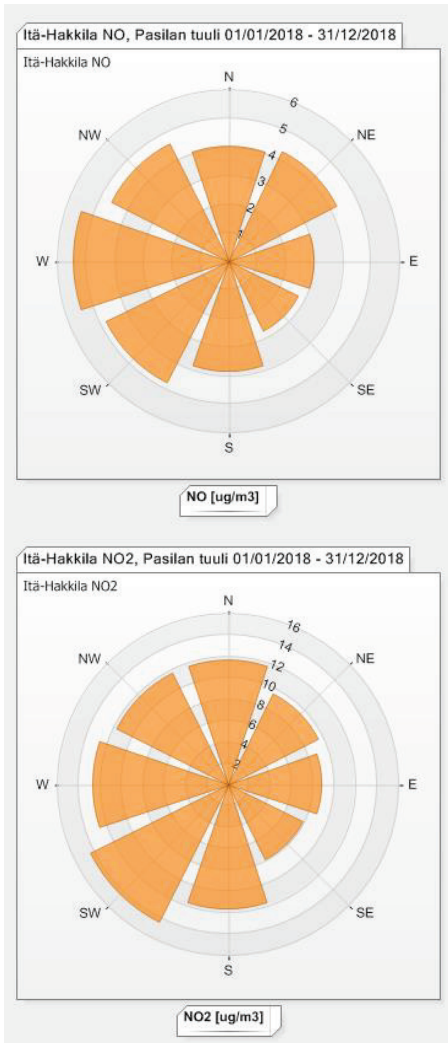 Itä-Hakkila NO, Pasilan tuuli 01/01/2018 - 31/12/2018
Itä-Hakkila NO
N
6
NW
5
NE
4
3
2
1
W
E
SW
SE
S
NO [ug/m3]
Itä-Hakkila NO2, Pasilan tuuli 01/01/2018 - 31/12/2018
Itä-Hakkila NO2
N
16
14
NW
NE
12
10
8
6
4
2
W
E
SW
SE
S
NO2 [ug/m3]